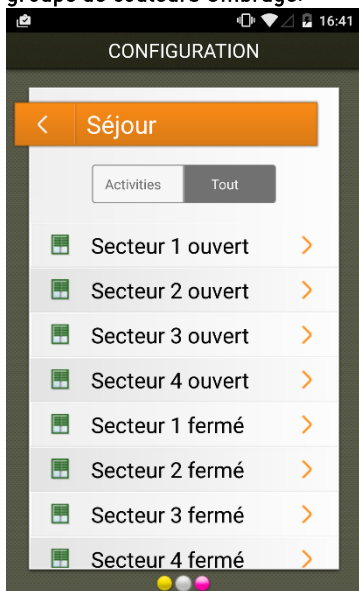 16:41
CONFIGURATION
Séjour
Activities Tout
Secteur 1 ouvert
Secteur 2 ouvert
Secteur 3 ouvert
Secteur 4 ouvert
Secteur 1 fermé
Secteur 2 fermé
Secteur 3 fermé
Secteur 4 fermé